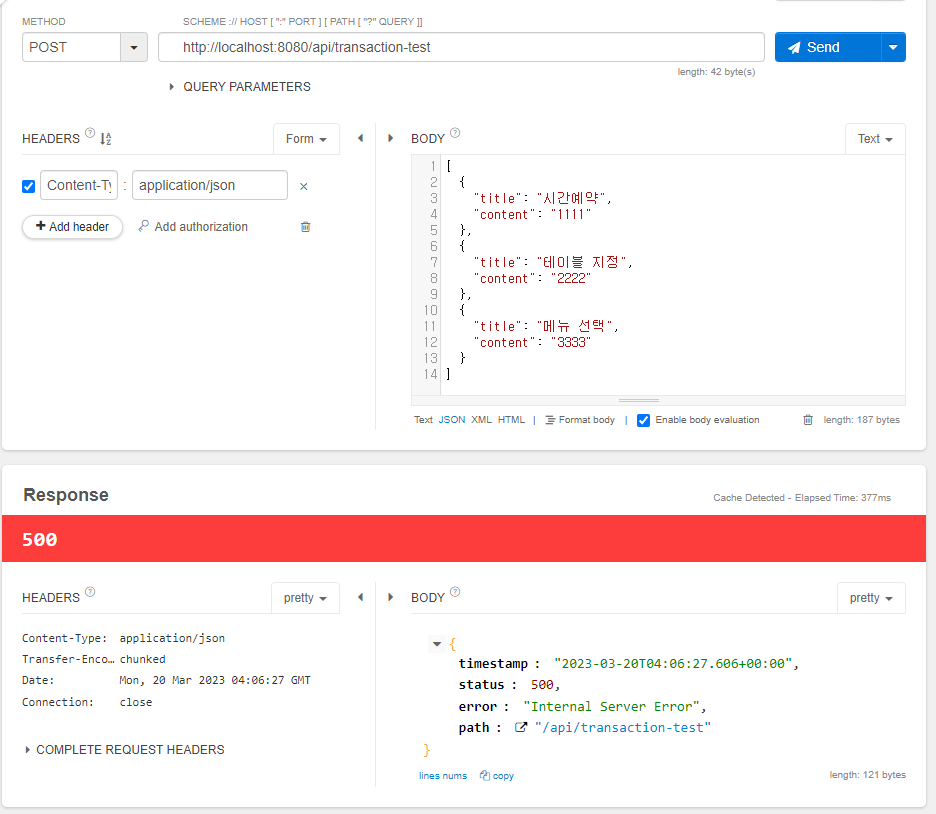 METHOD
SCHEME :// HOST [ ":" PORT ] [ PATH [ "?" QUERY ]]
POST
http://localhost:8080/api/transaction-test
Send
length: 42 byte(s)
QUERY PARAMETERS
HEADERS ?
Form
Content-Ty : application/json ×
+ Add header
Add authorization
BODY ?
Text
1 [
2 {
3 "title": "시간예약",
4 "content": "1111"
5 },
6 {
7 "title": "테이블 지정",
8 "content": "2222"
9 },
10 {
11 "title": "메뉴 선택",
12 "content": "3333"
13 }
14 ]
Text JSON XML HTML | Format body | Enable body evaluation length: 187 bytes
Response
Cache Detected - Elapsed Time: 377ms
500
HEADERS ?
pretty
Content-Type: application/json
Transfer-Enco… chunked
Date: Mon, 20 Mar 2023 04:06:27 GMT
Connection: close
COMPLETE REQUEST HEADERS
BODY ?
pretty
{
timestamp : "2023-03-20T04:06:27.606+00:00",
status : 500,
error : "Internal Server Error",
path : "/api/transaction-test"
}
lines nums copy
length: 121 bytes